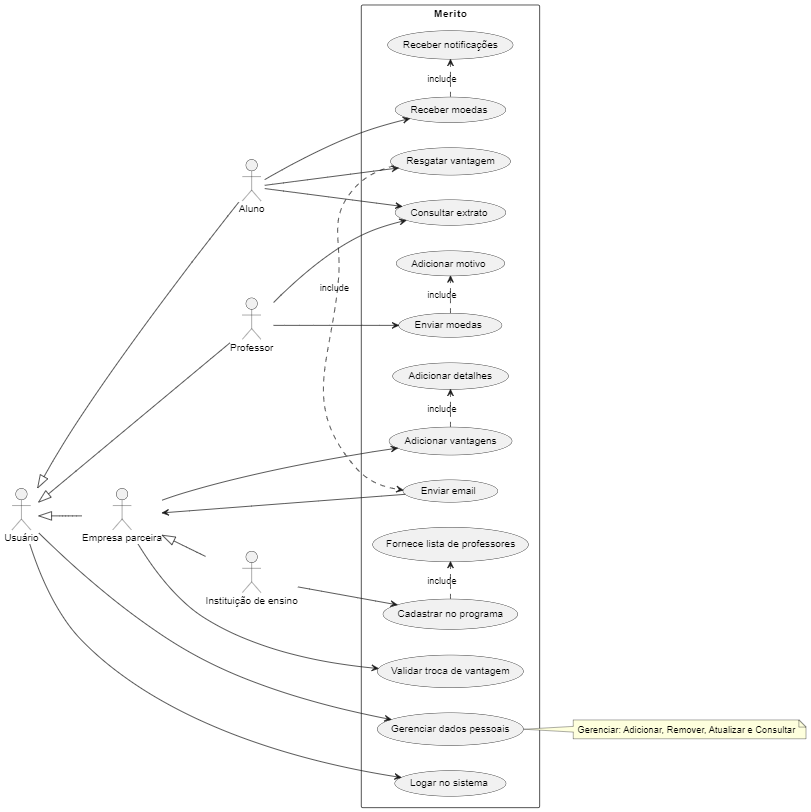 Merito
Receber notificações
include
Receber moedas
Resgatar vantagem
Aluno
Consultar extrato
Adicionar motivo
include
include
Enviar moedas
Professor
Adicionar detalhes
include
Adicionar vantagens
Enviar email
Usuário
Empresa parceira
Fornece lista de professores
include
Instituição de ensino
Cadastrar no programa
Validar troca de vantagem
Gerenciar dados pessoais
Gerenciar: Adicionar, Remover, Atualizar e Consultar
Logar no sistema